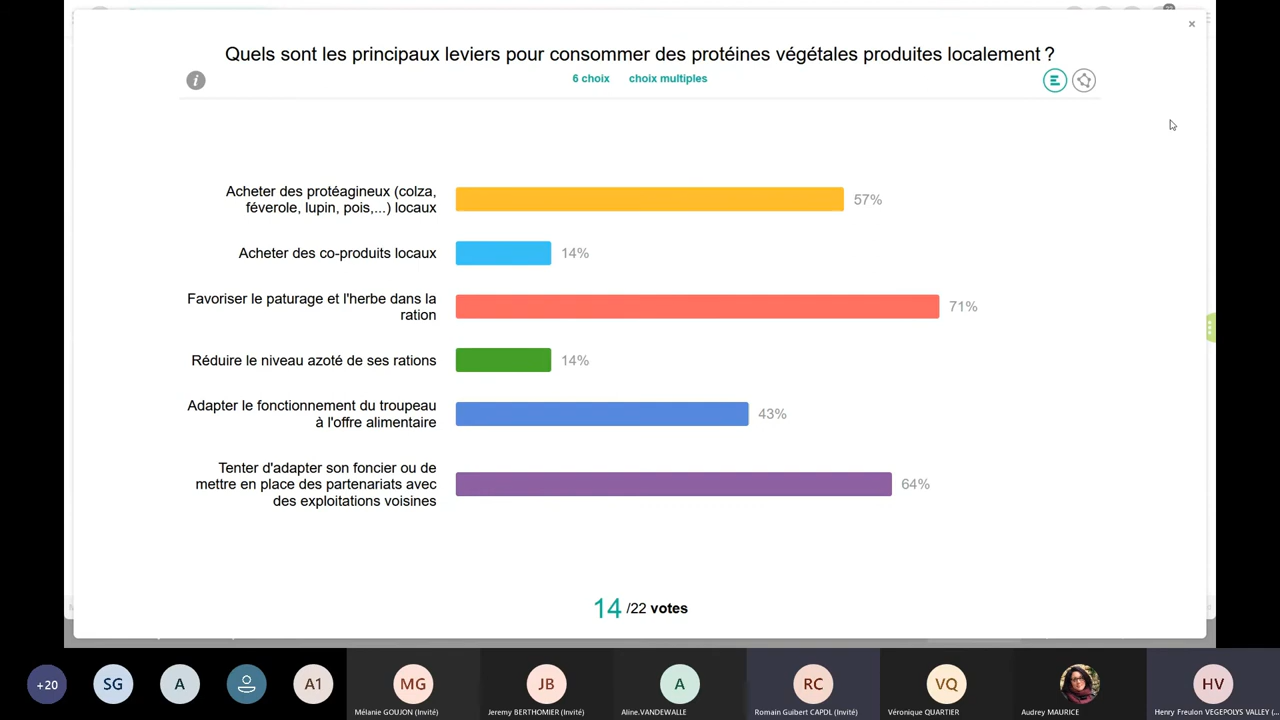 Quels sont les principaux leviers pour consommer des protéines végétales produites localement ?
6 choix choix multiples
Acheter des protéagineux (colza,
féverole, lupin, pois,...) locaux
57%
Acheter des co-produits locaux
14%
Favoriser le paturage et l'herbe dans la
ration
71%
Réduire le niveau azoté de ses rations
14%
Adapter le fonctionnement du troupeau
à l'offre alimentaire
43%
Tenter d'adapter son foncier ou de
mettre en place des partenariats avec
des exploitations voisines
64%
14 /22 votes
+20 SG A A1 MG JB A RC VQ HV
Mélanie GOUJON (Invité) Jeremy BERTHOMIER (Invité) Aline.VANDEWALLE Romain Guibert CAPDL (Invité) Véronique QUARTIER Audrey MAURICE Henry Freulon VEGEPOLYS VALLEY (...